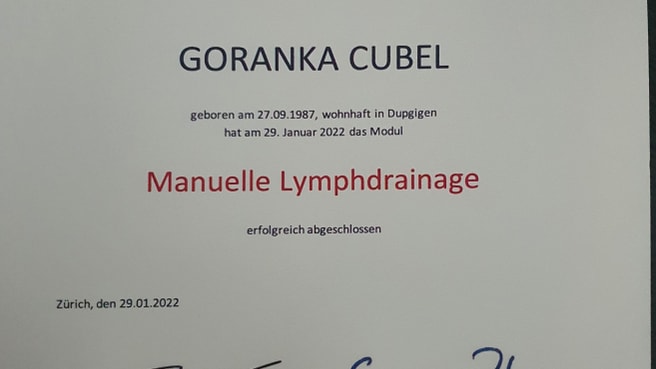 GORANKA CUBEL
geboren am 27.09.1987, wohnhaft in Dupgigen
hat am 29. Januar 2022 das Modul
Manuelle Lymphdrainage
erfolgreich abgeschlossen
Zürich, den 29.01.2022